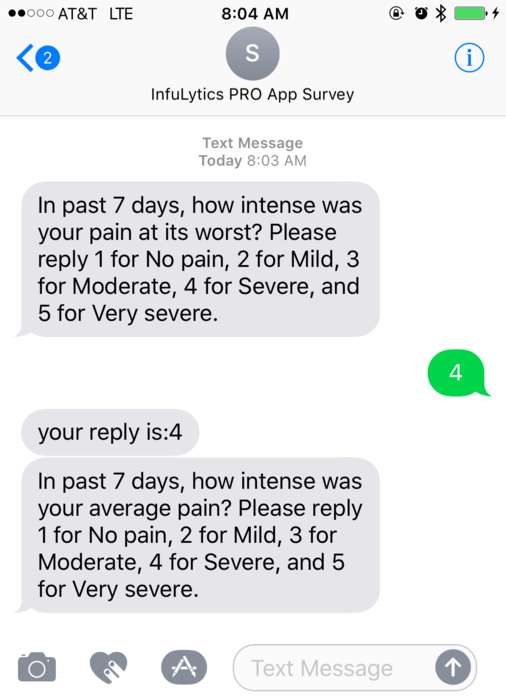 AT&T LTE 8:04 AM
2
S
i
InfuLytics PRO App Survey
Text Message
Today 8:03 AM
In past 7 days, how intense was
your pain at its worst? Please
reply 1 for No pain, 2 for Mild, 3
for Moderate, 4 for Severe, and
5 for Very severe.
4
your reply is:4
In past 7 days, how intense was
your average pain? Please reply
1 for No pain, 2 for Mild, 3 for
Moderate, 4 for Severe, and 5
for Very severe.
Text Message